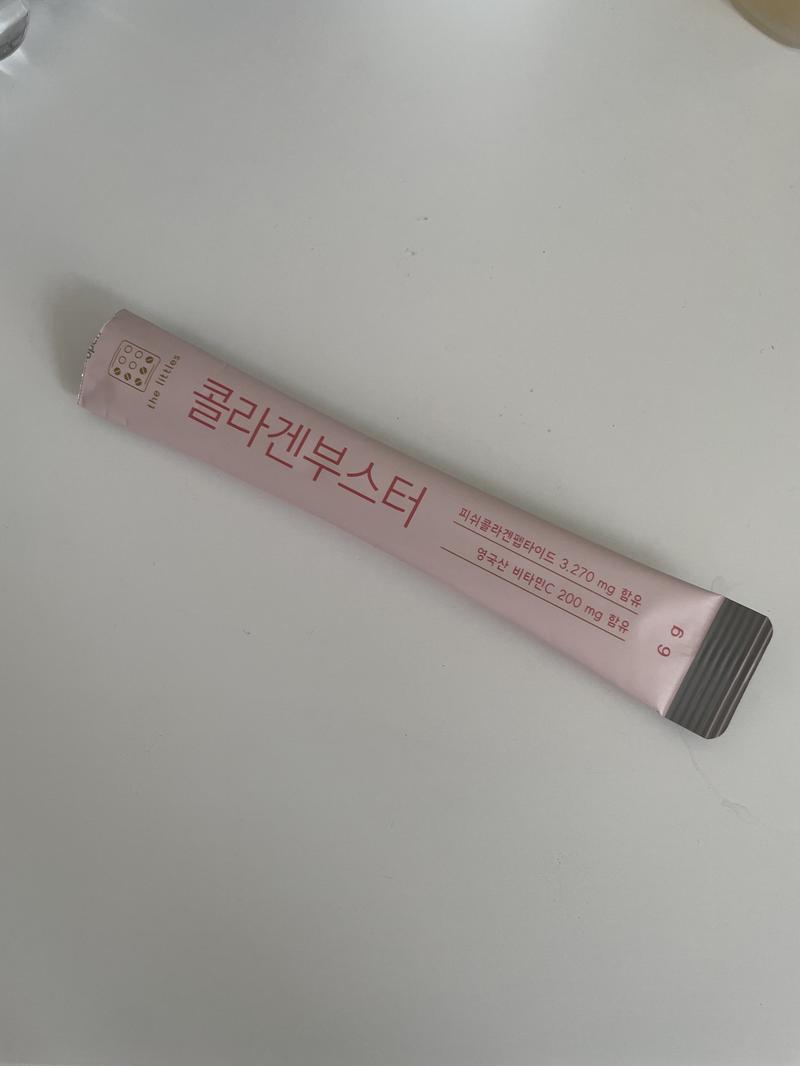 open
the littles
콜라겐부스터
피쉬콜라겐펩타이드 3,270 mg 함유
영국산 비타민C 200 mg 함유
6 g